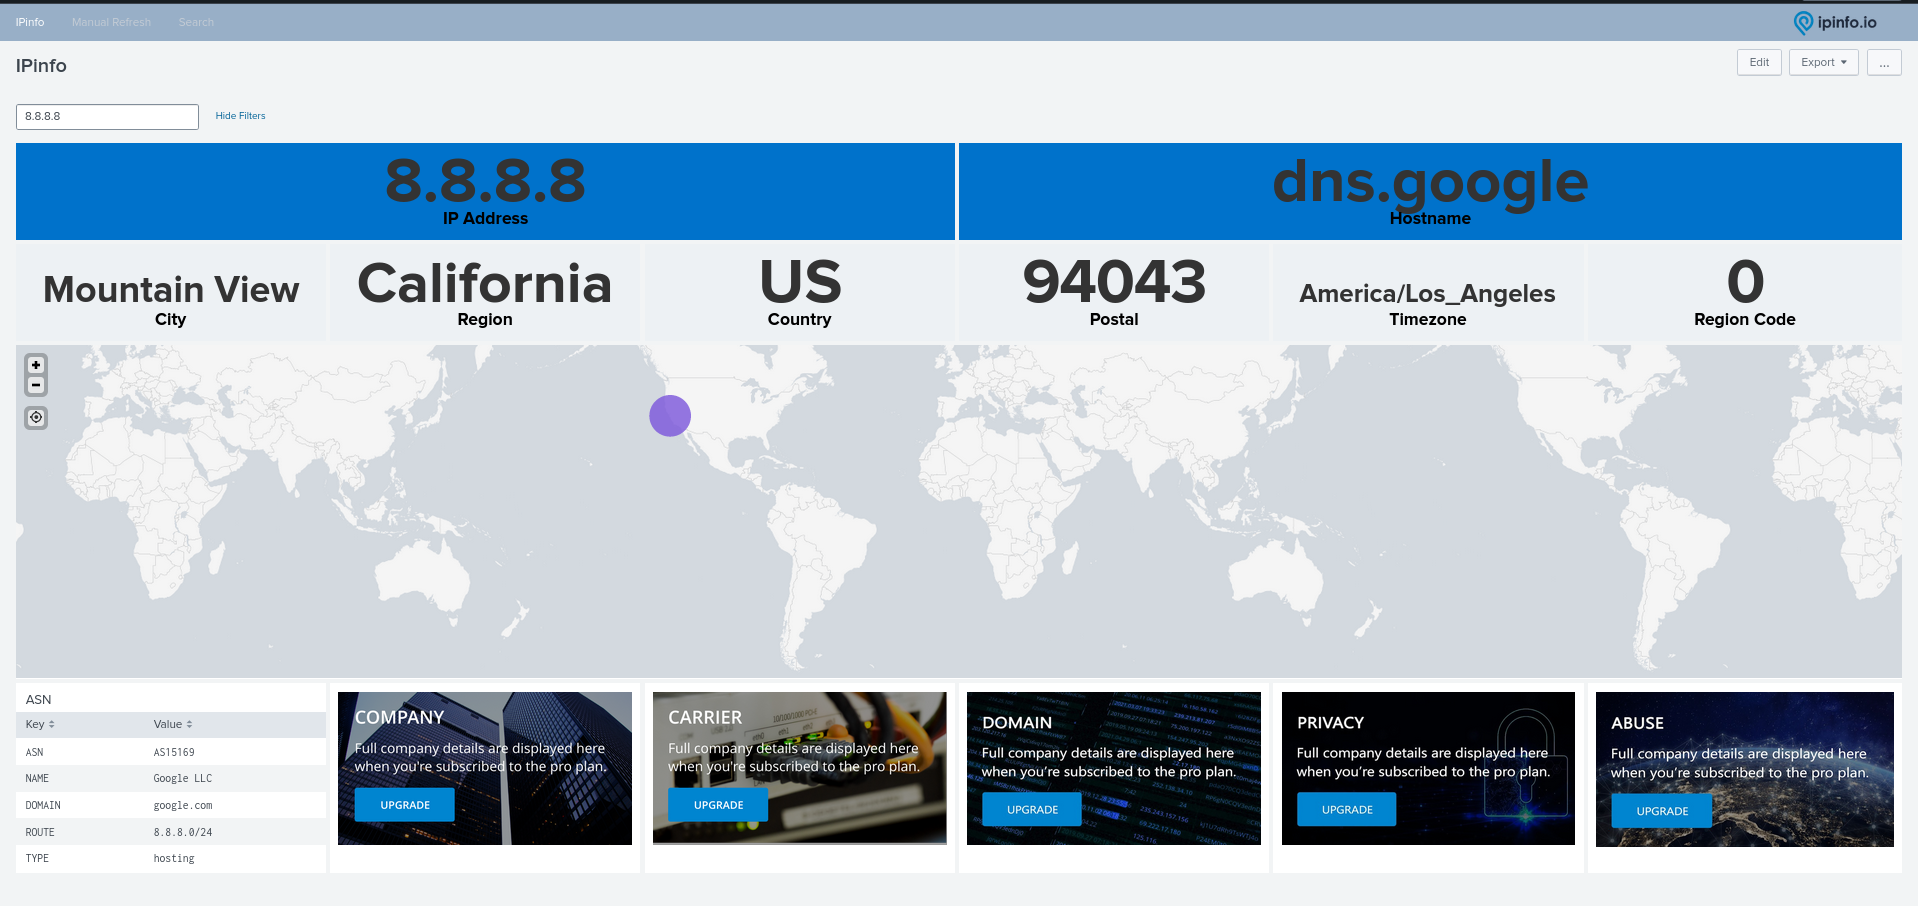 IPinfo Manual Refresh Search ipinfo.io
IPinfo
Edit Export ...
8.8.8.8 Hide Filters
8.8.8.8
IP Address
dns.google
Hostname
Mountain View
City
California
Region
US
Country
94043
Postal
America/Los_Angeles
Timezone
0
Region Code
+
-
ASN
Key Value
ASN AS15169
NAME Google LLC
DOMAIN google.com
ROUTE 8.8.8.0/24
TYPE hosting
COMPANY
Full company details are displayed here
when you're subscribed to the pro plan.
UPGRADE
CARRIER
Full company details are displayed here
when you're subscribed to the pro plan.
UPGRADE
DOMAIN
Full company details are displayed here
when you're subscribed to the pro plan.
UPGRADE
PRIVACY
Full company details are displayed here
when you're subscribed to the pro plan.
UPGRADE
ABUSE
Full company details are displayed here
when you're subscribed to the pro plan.
UPGRADE